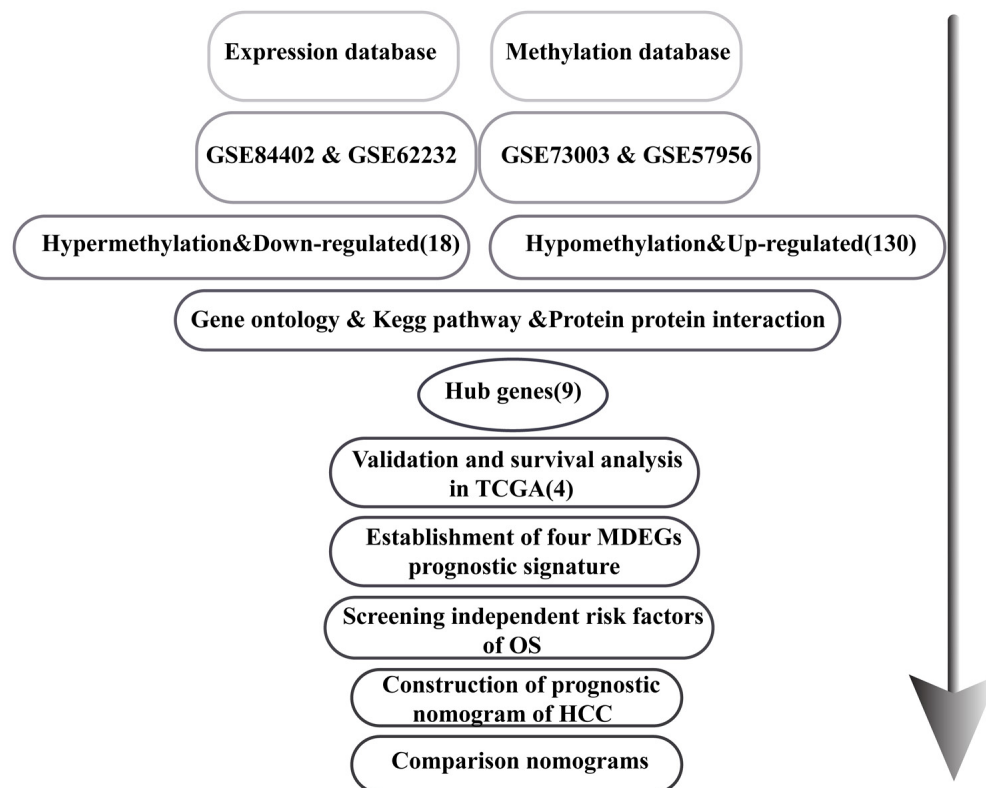 Expression database
Methylation database
GSE84402 & GSE62232
GSE73003 & GSE57956
Hypermethylation&Down-regulated(18)
Hypomethylation&Up-regulated(130)
Gene ontology & Kegg pathway &Protein protein interaction
Hub genes(9)
Validation and survival analysis
in TCGA(4)
Establishment of four MDEGs
prognostic signature
Screening independent risk factors
of OS
Construction of prognostic
nomogram of HCC
Comparison nomograms